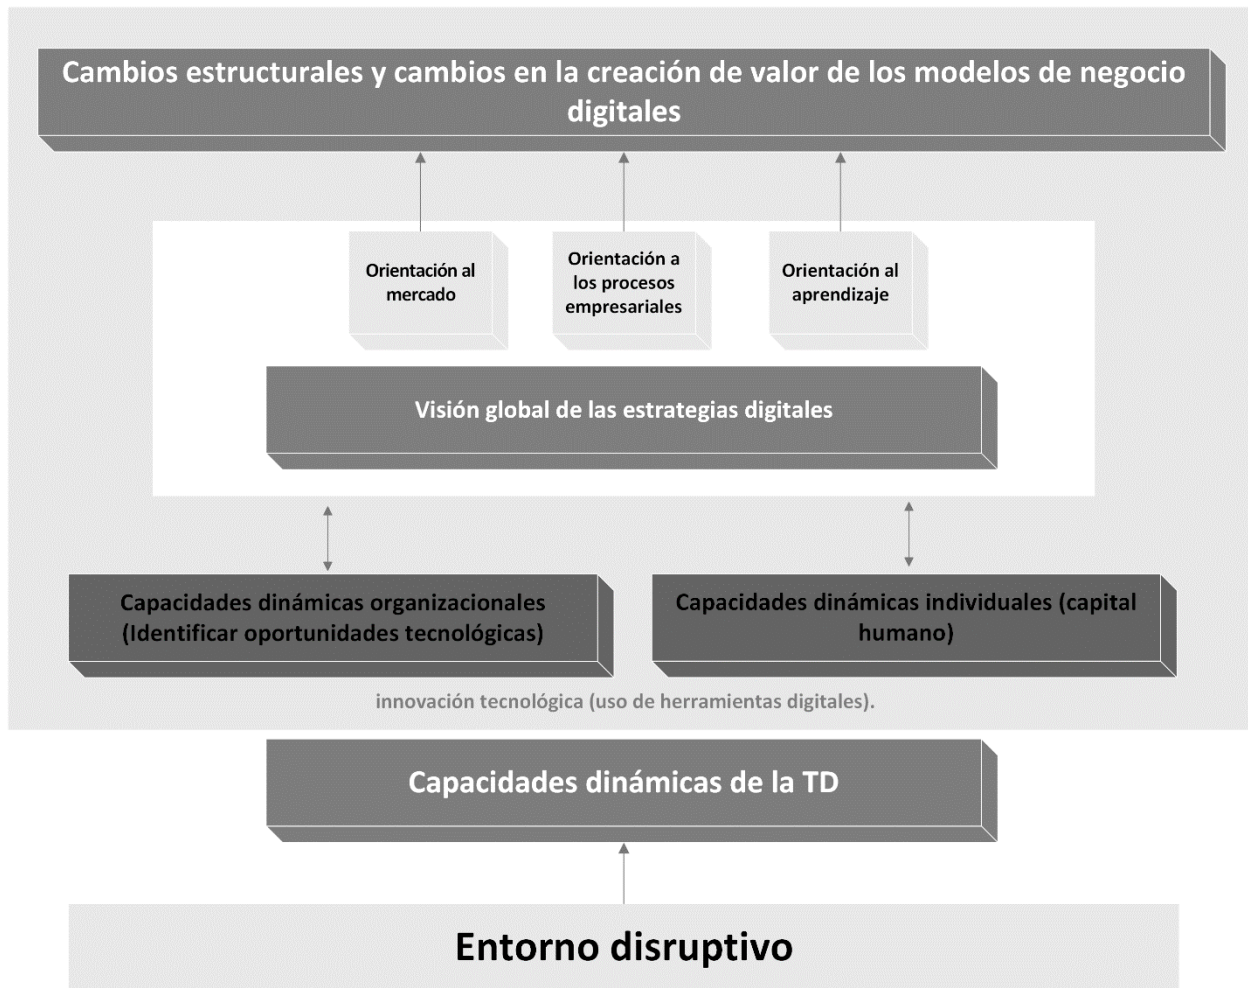 Cambios estructurales y cambios en la creación de valor de los modelos de negocio
digitales
Orientación al
mercado
Orientación a
los procesos
empresariales
Orientación al
aprendizaje
Visión global de las estrategias digitales
Capacidades dinámicas organizacionales
(Identificar oportunidades tecnológicas)
Capacidades dinámicas individuales (capital
humano)
innovación tecnológica (uso de herramientas digitales).
Capacidades dinámicas de la TD
Entorno disruptivo